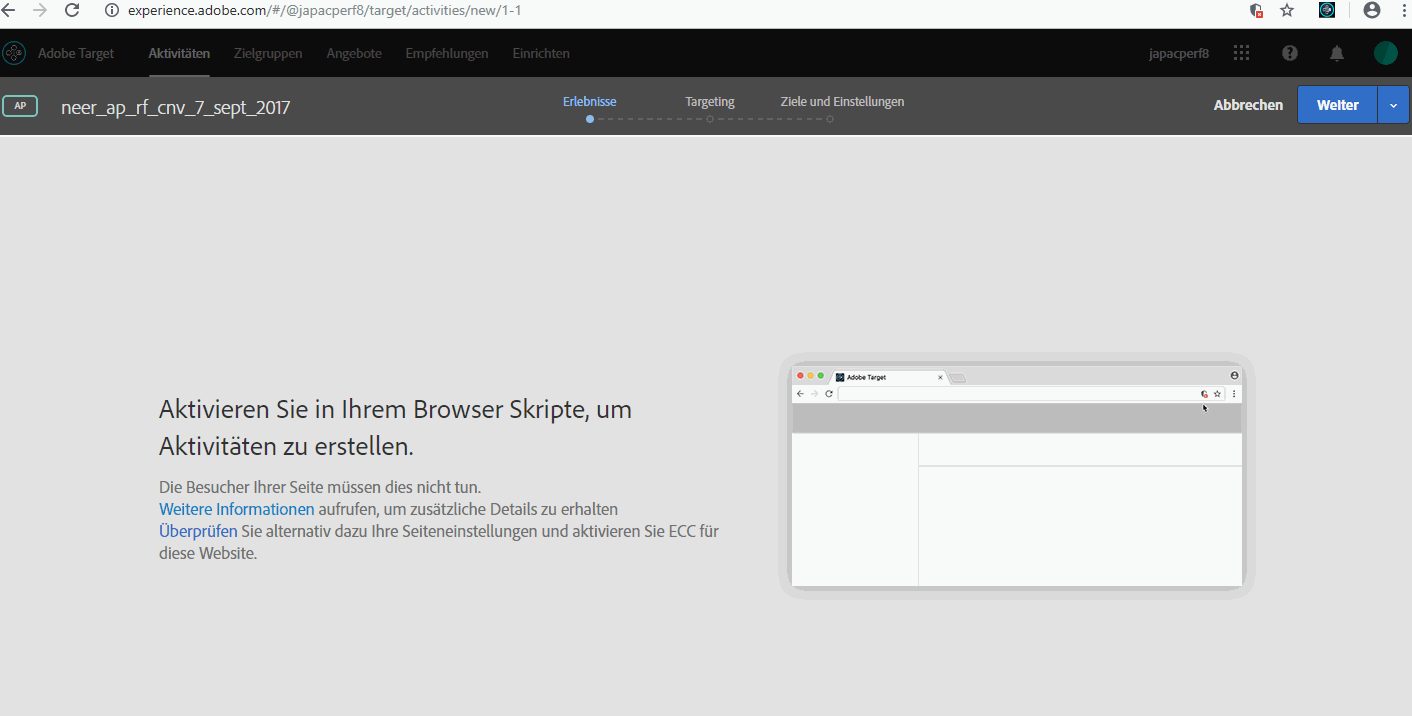 experience.adobe.com/#/@japacperf8/target/activities/new/1-1
Adobe Target Aktivitäten Zielgruppen Angebote Empfehlungen Einrichten japacperf8
AP neer_ap_rf_cnv_7_sept_2017 Erlebnisse Targeting Ziele und Einstellungen Abbrechen Weiter
Adobe Target
Aktivieren Sie in Ihrem Browser Skripte, um
Aktivitäten zu erstellen.
Die Besucher Ihrer Seite müssen dies nicht tun.
Weitere Informationen aufrufen, um zusätzliche Details zu erhalten
Überprüfen Sie alternativ dazu Ihre Seiteneinstellungen und aktivieren Sie ECC für
diese Website.